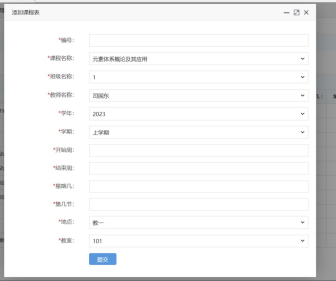 添加课程表
*编号:
*课程名称: 元素体系概论及其应用
*班级名称: 1
*教师名称:
*学年: 2023
*学期: 上学期
*开始周:
*结束周:
*星期几:
*第几节:
*地点: 教一
*教室: 101
提交